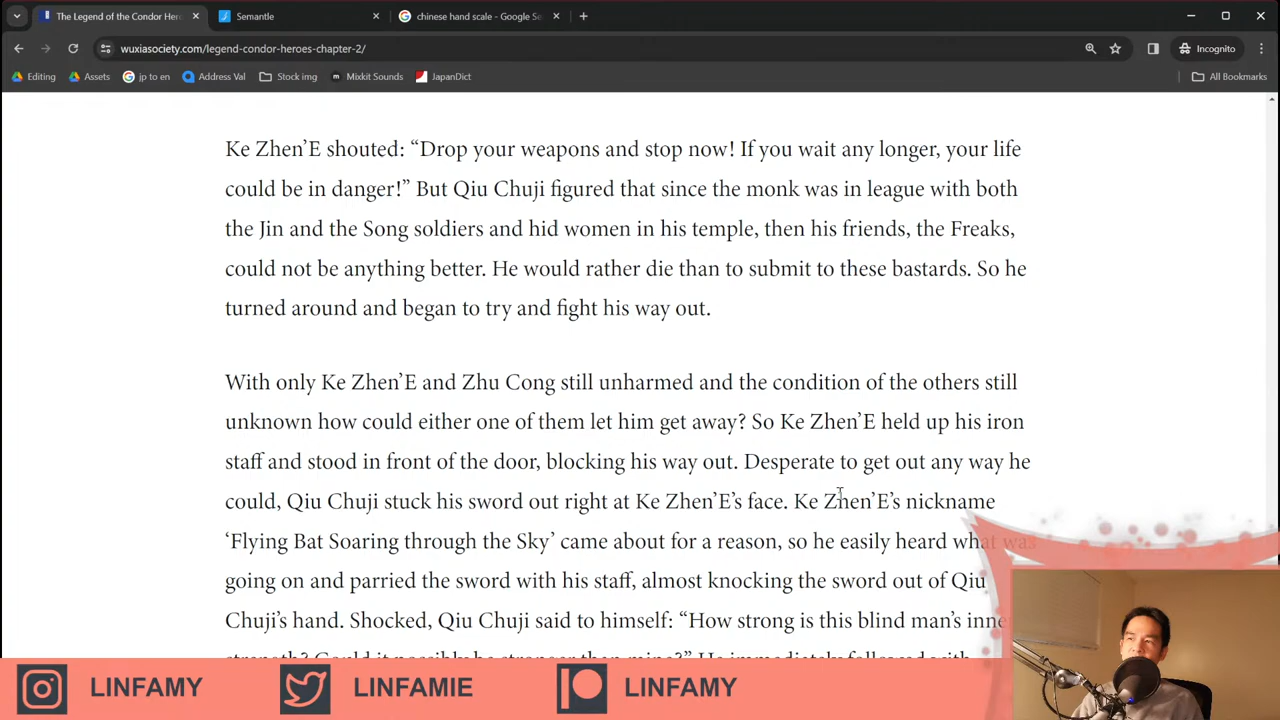 The Legend of the Condor Her
Semantle
chinese hand scale - Google Se
wuxiasociety.com/legend-condor-heroes-chapter-2/
Incognito
Editing
Assets
jp to en
Address Val
Stock img
Mixkit Sounds
JapanDict
All Bookmarks
Ke Zhen’E shouted: “Drop your weapons and stop now! If you wait any longer, your life
could be in danger!” But Qiu Chuji figured that since the monk was in league with both
the Jin and the Song soldiers and hid women in his temple, then his friends, the Freaks,
could not be anything better. He would rather die than to submit to these bastards. So he
turned around and began to try and fight his way out.
With only Ke Zhen’E and Zhu Cong still unharmed and the condition of the others still
unknown how could either one of them let him get away? So Ke Zhen’E held up his iron
staff and stood in front of the door, blocking his way out. Desperate to get out any way he
could, Qiu Chuji stuck his sword out right at Ke Zhen’E’s face. Ke Zhen’E’s nickname
‘Flying Bat Soaring through the Sky’ came about for a reason, so he easily heard what was
going on and parried the sword with his staff, almost knocking the sword out of Qiu
Chuji’s hand. Shocked, Qiu Chuji said to himself: “How strong is this blind man’s inne
LINFAMY
LINFAMIE
LINFAMY